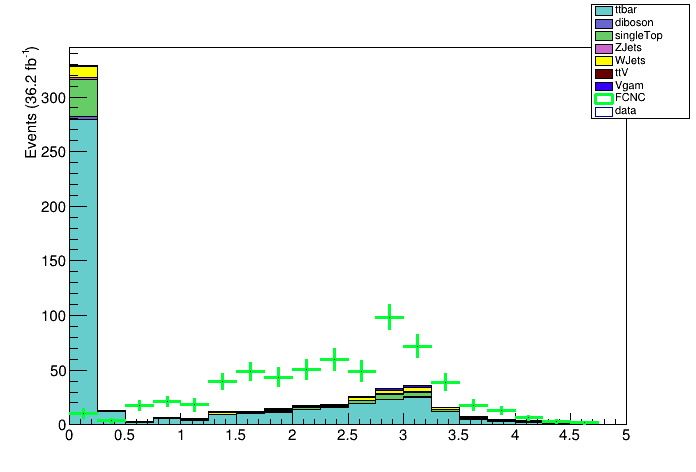 ttbar
diboson
singleTop
ZJets
WJets
ttV
Vgam
FCNC
data
Events (36.2 fb⁻¹)
300
250
200
150
100
50
0
0 0.5 1 1.5 2 2.5 3 3.5 4 4.5 5